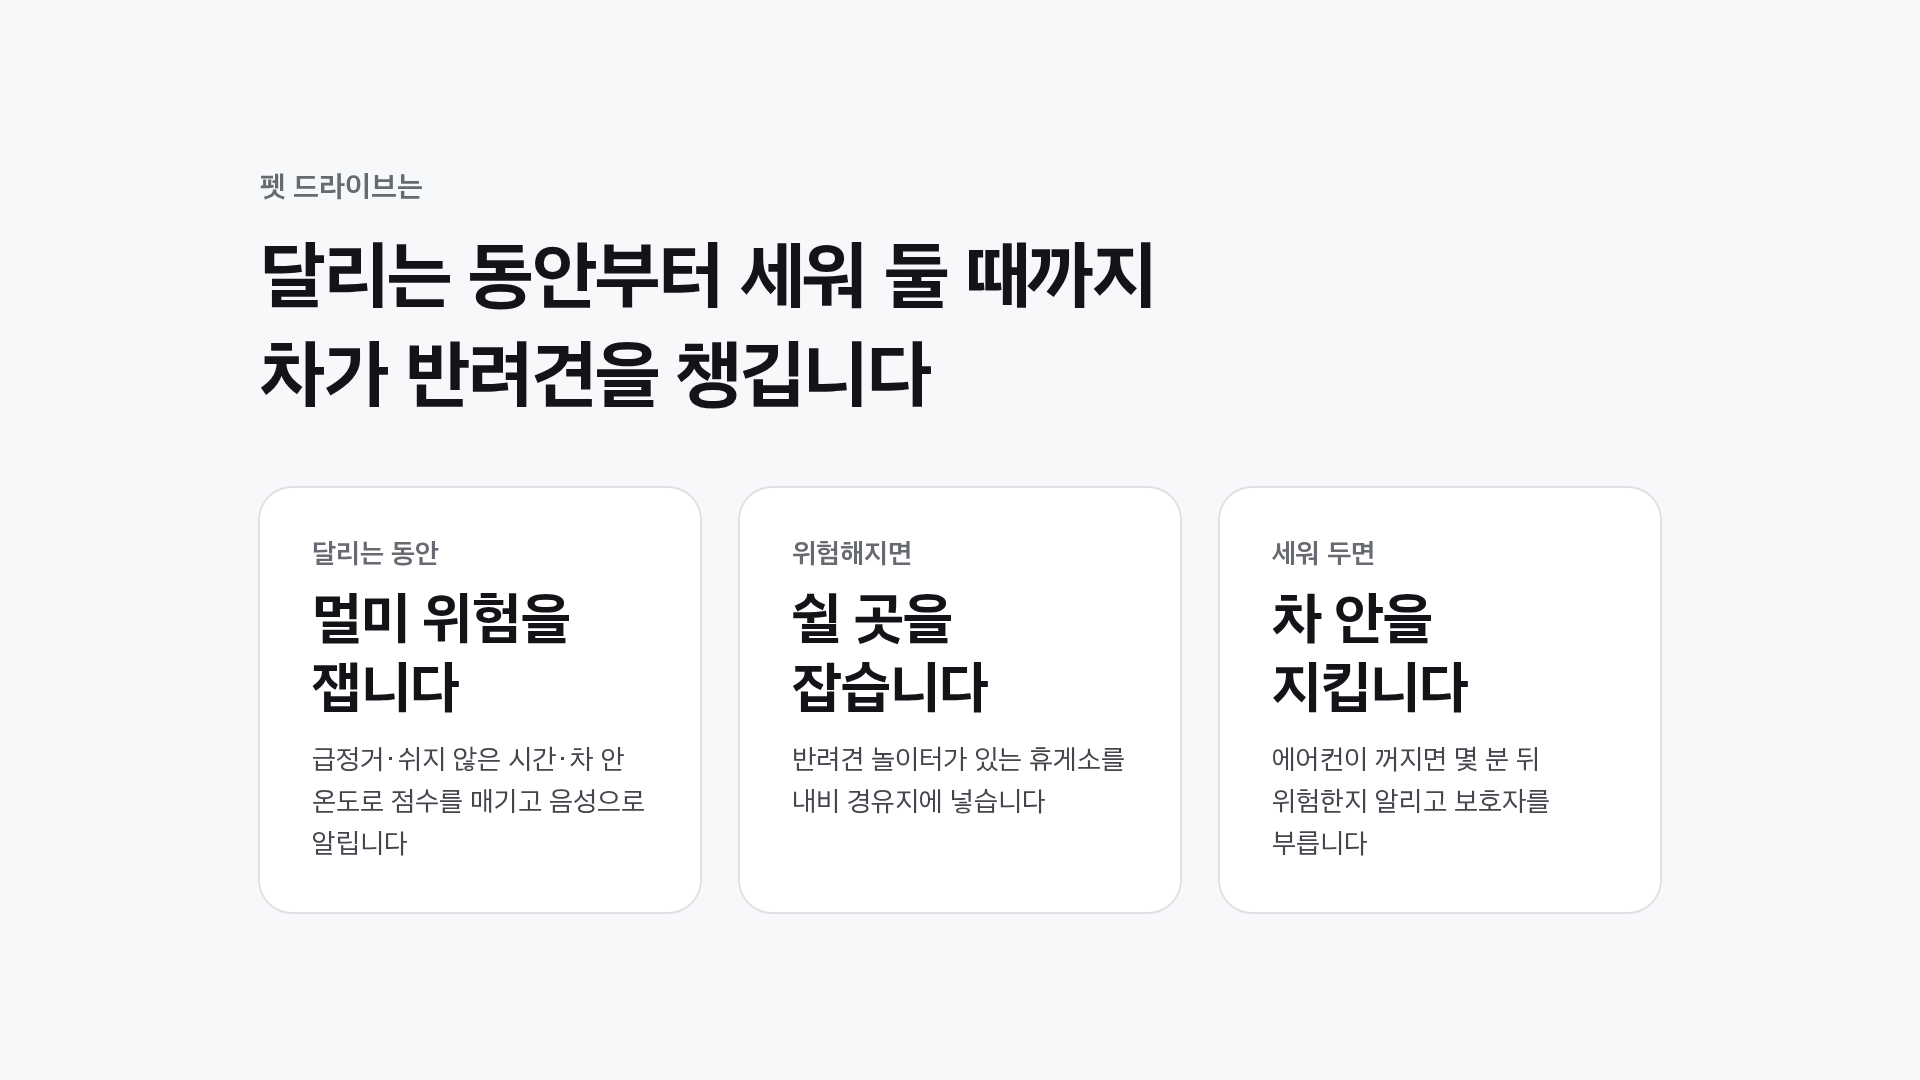 펫 드라이브는
달리는 동안부터 세워 둘 때까지
차가 반려견을 챙깁니다
달리는 동안
멀미 위험을
잽니다
급정거·쉬지 않은 시간·차 안
온도로 점수를 매기고 음성으로
알립니다
위험해지면
쉴 곳을
잡습니다
반려견 놀이터가 있는 휴게소를
내비 경유지에 넣습니다
세워 두면
차 안을
지킵니다
에어컨이 꺼지면 몇 분 뒤
위험한지 알리고 보호자를
부릅니다